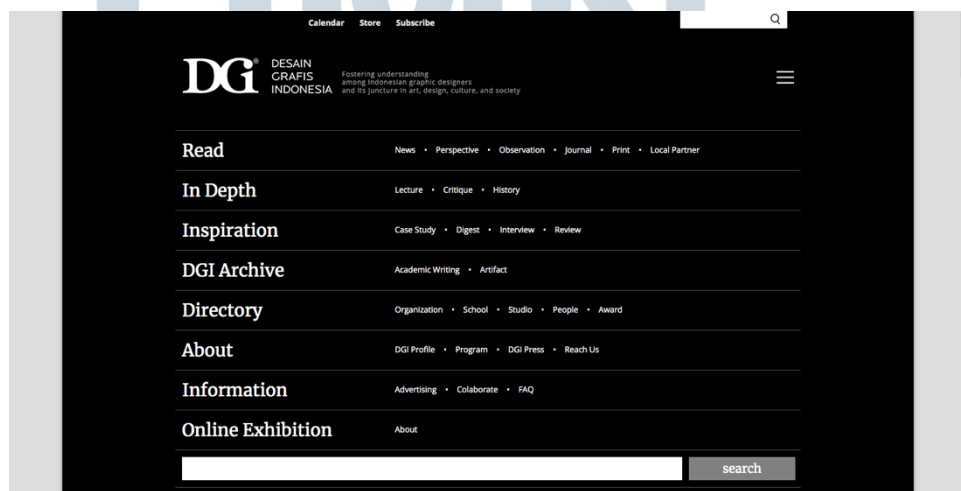 Calendar Store Subscribe
DGi® DESAIN
GRAFIS
INDONESIA
Fostering understanding
among Indonesian graphic designers
and its juncture in art, design, culture, and society
Read News • Perspective • Observation • Journal • Print • Local Partner
In Depth Lecture • Critique • History
Inspiration Case Study • Digest • Interview • Review
DGI Archive Academic Writing • Artifact
Directory Organization • School • Studio • People • Award
About DGI Profile • Program • DGI Press • Reach Us
Information Advertising • Colaborate • FAQ
Online Exhibition About
search